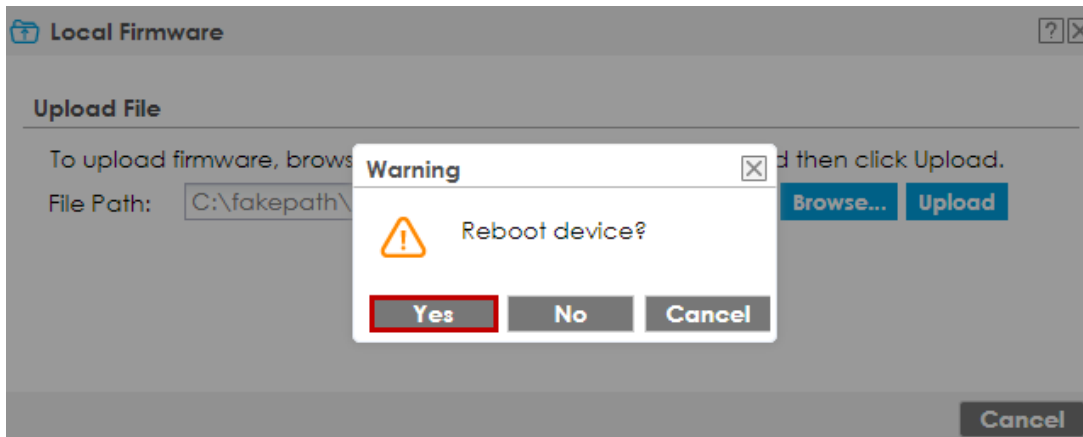 Local Firmware
?
Upload File
To upload firmware, brows
d then click Upload.
File Path:
C:\fakepath\
Browse...
Upload
Warning
Reboot device?
Yes
No
Cancel
Cancel